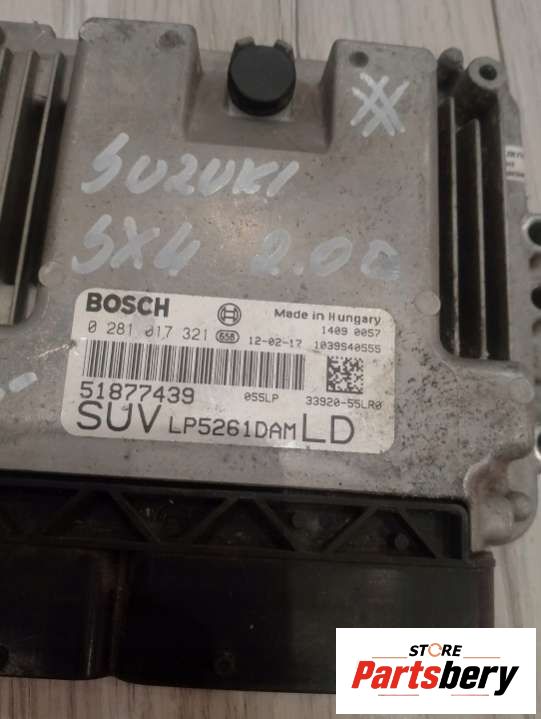 SUZUKI
SX4 2.0D
BOSCH
Made in Hungary
0 281 017 321 656 12-02-17
1409 0057
1039S40555
51877439
055LP
33920-55LR0
SUV LP5261DAM LD
STORE
Partsbery